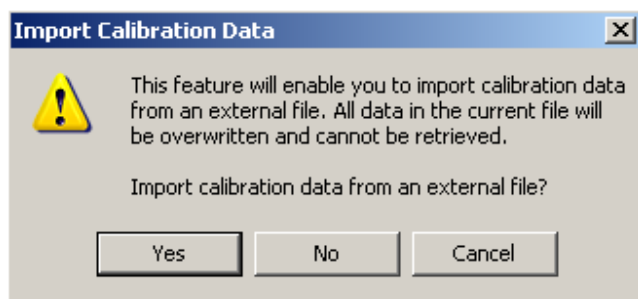 Import Calibration Data
This feature will enable you to import calibration data
from an external file. All data in the current file will
be overwritten and cannot be retrieved.
Import calibration data from an external file?
Yes No Cancel